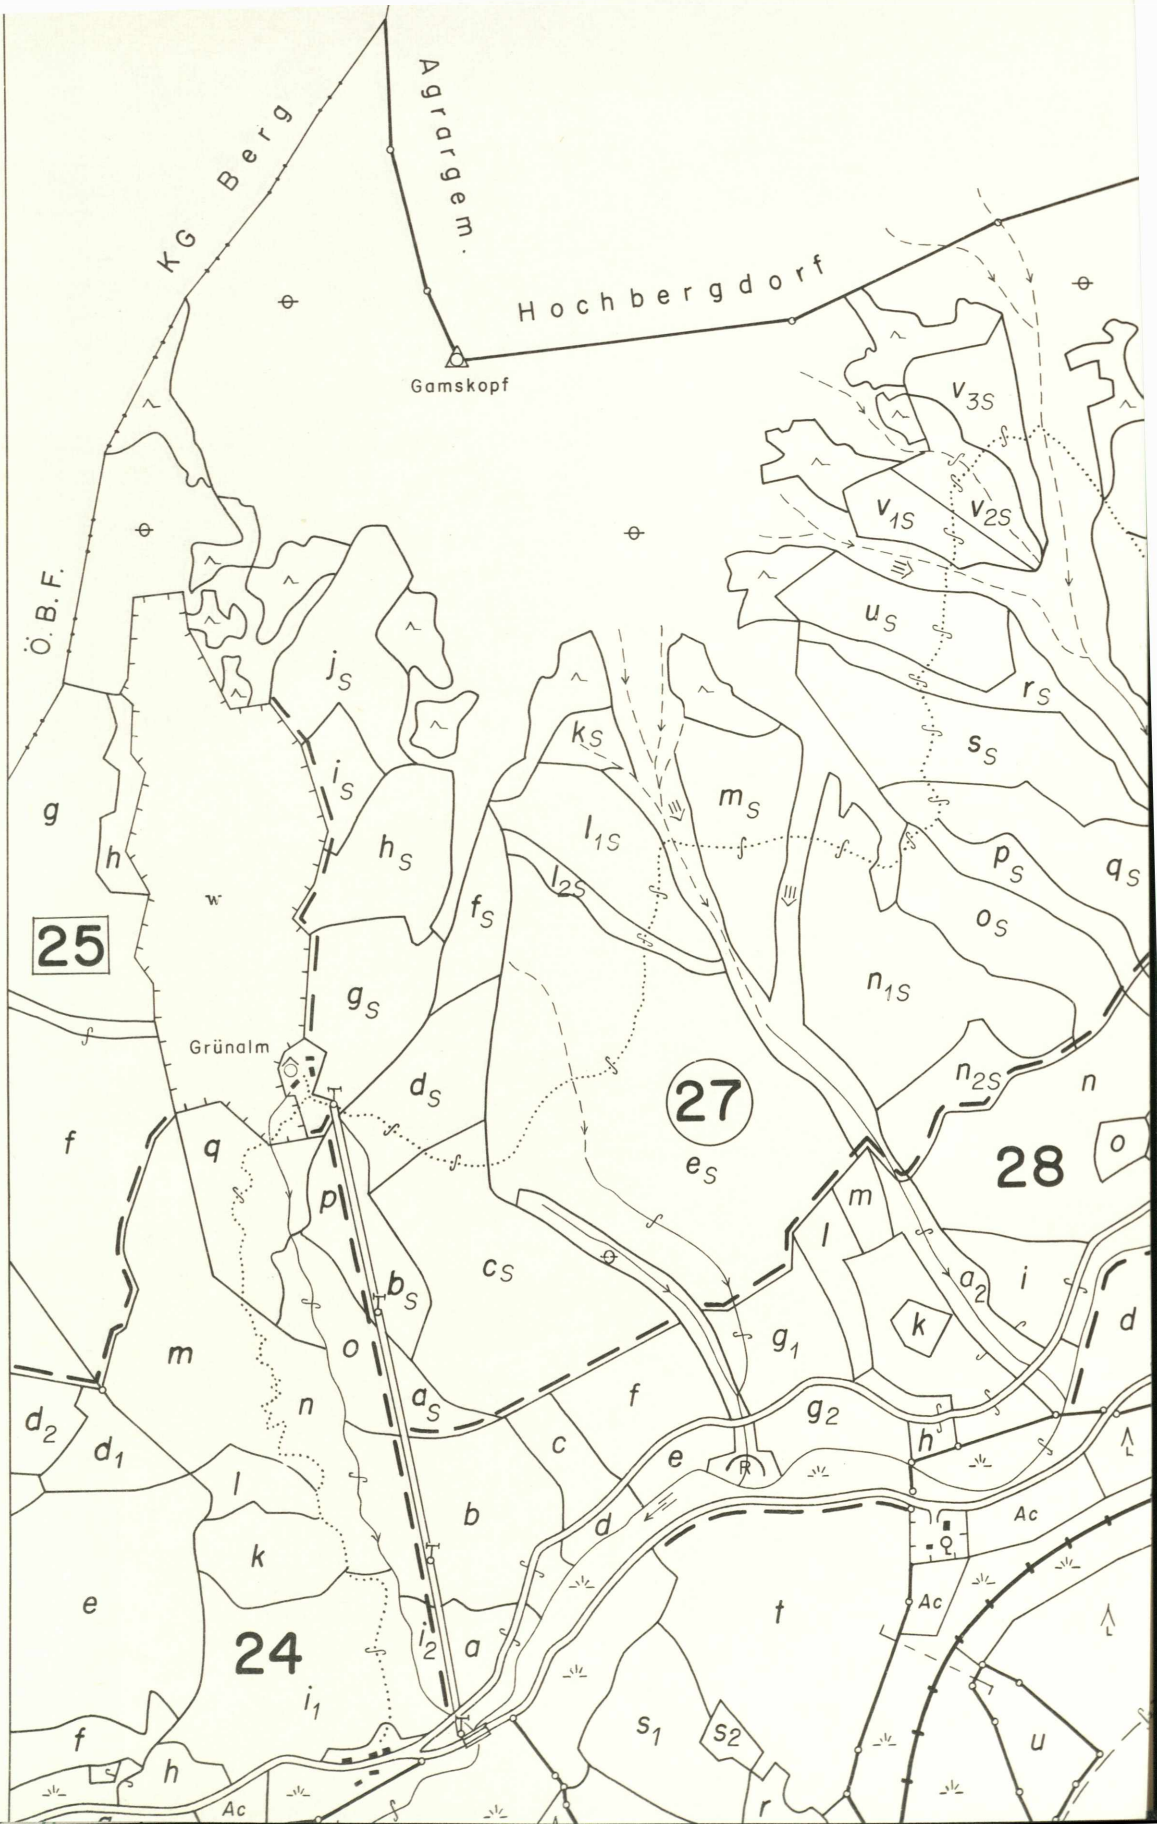 Agrargem.
KG Berg
Hochbergdorf
Gamskopf
v3S
v1S
v2S
Ö.B.F.
uS
jS
rS
kS
sS
iS
mS
g
l1S
hS
h
pS
qS
l2S
w
fS
oS
25
n1S
gS
Grünalm
n2S
n
dS
27
f
q
o
28
eS
p
m
l
cS
a2
i
bS
k
d
g1
o
m
aS
f
g2
n
d2
c
h
d1
e
R
l
b
d
Ac
k
e
t
Ac
24
i2
a
i1
s1
s2
f
u
h
r
Ac